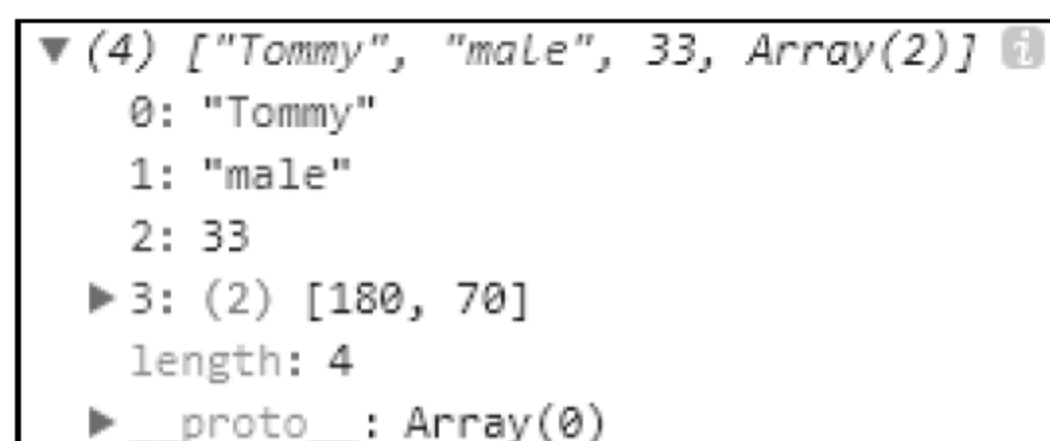 ▼ (4) ["Tommy", "male", 33, Array(2)] i
0: "Tommy"
1: "male"
2: 33
▶ 3: (2) [180, 70]
length: 4
▶ __proto__: Array(0)